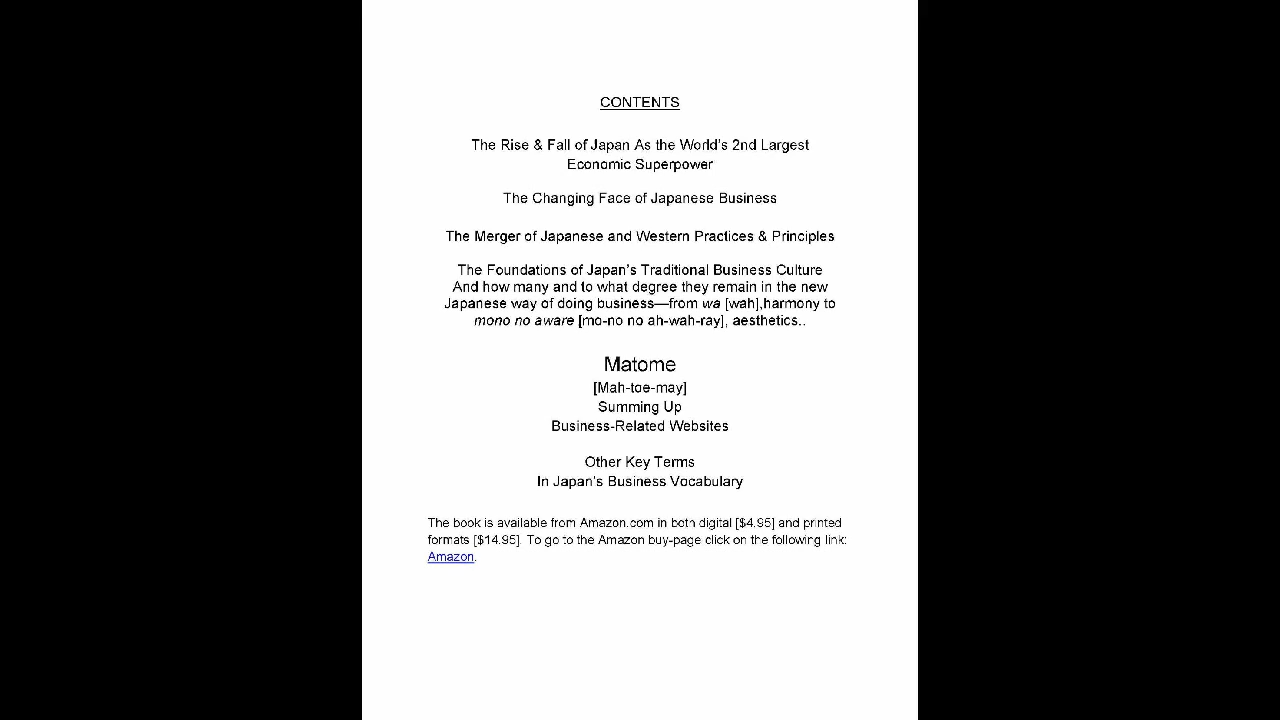 CONTENTS
The Rise & Fall of Japan As the World's 2nd Largest
Economic Superpower
The Changing Face of Japanese Business
The Merger of Japanese and Western Practices & Principles
The Foundations of Japan's Traditional Business Culture
And how many and to what degree they remain in the new
Japanese way of doing business—from wa [wah],harmony to
mono no aware [mo-no no ah-wah-ray], aesthetics..
Matome
[Mah-toe-may]
Summing Up
Business-Related Websites
Other Key Terms
In Japan's Business Vocabulary
The book is available from Amazon.com in both digital [$4.95] and printed
formats [$14.95]. To go to the Amazon buy-page click on the following link:
Amazon.